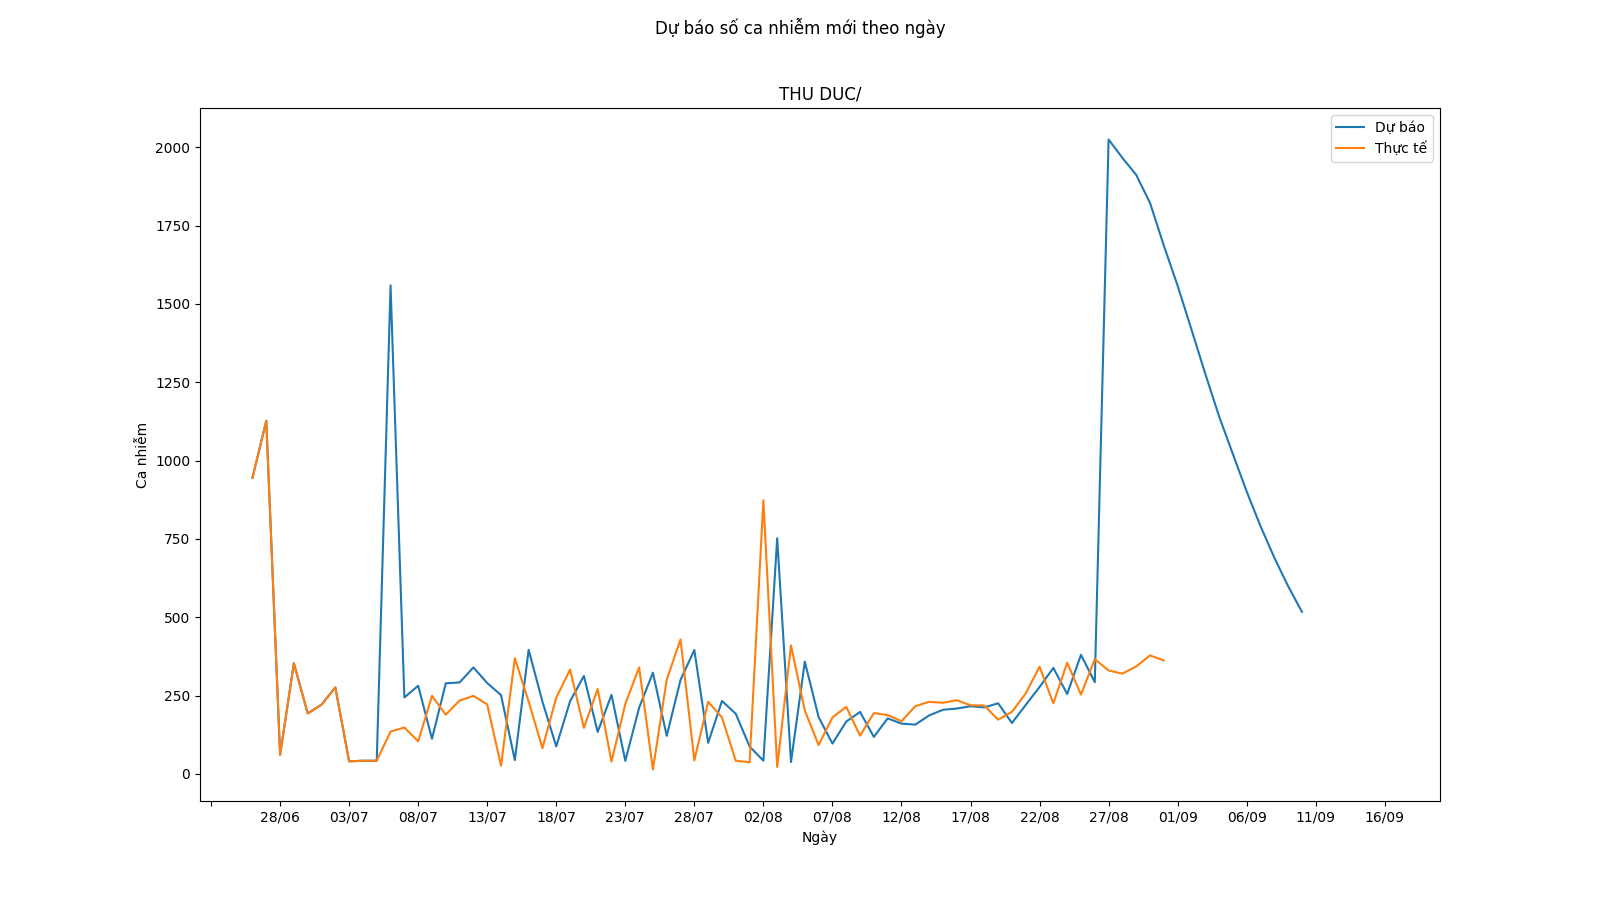 Dự báo số ca nhiễm mới theo ngày
THU DUC/
Dự báo
Thực tế
2000
1750
1500
1250
1000
750
500
250
0
Ca nhiễm
28/06 03/07 08/07 13/07 18/07 23/07 28/07 02/08 07/08 12/08 17/08 22/08 27/08 01/09 06/09 11/09 16/09
Ngày